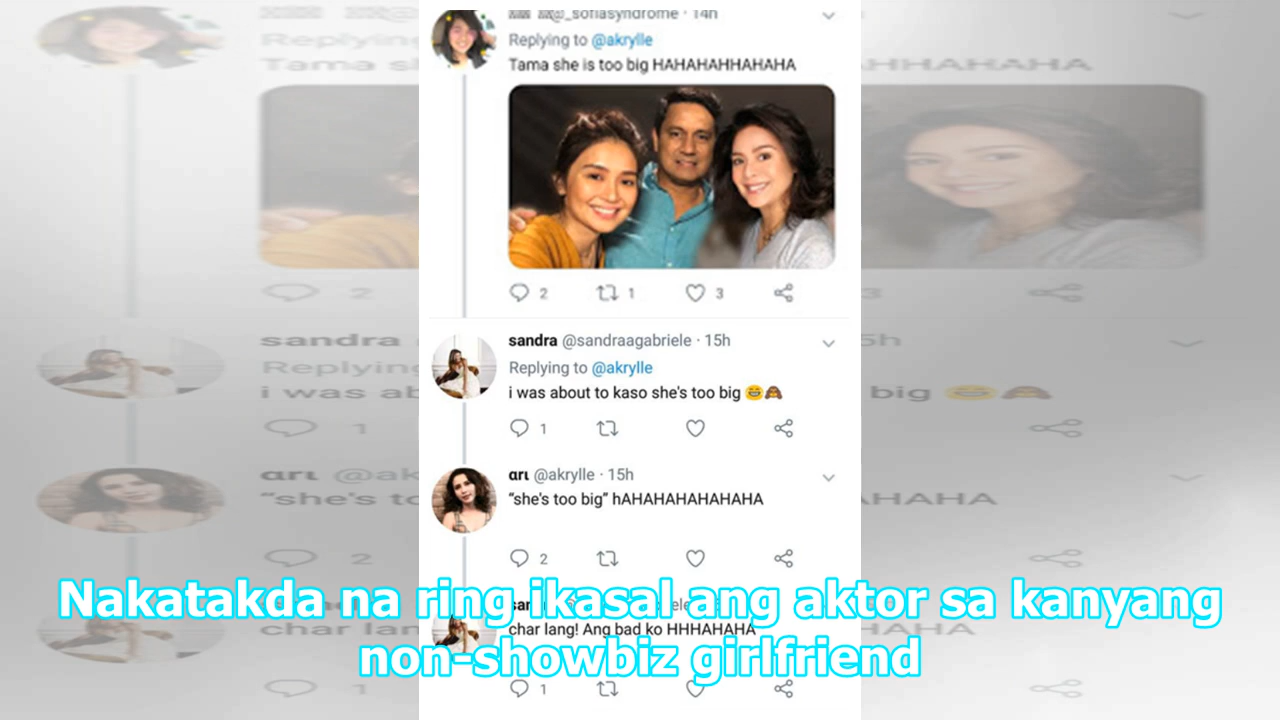 @_sofiasyndrome · 14h
Replying to @akrylle
Tama she is too big HAHAHAHHAHAHA
2 1 3
sandra @sandraagabriele · 15h
Replying to @akrylle
i was about to kaso she's too big 😂🙈
1
arı @akrylle · 15h
“she's too big” hAHAHAHAHAHAHA
2
Nakatakda na ring ikasal ang aktor sa kanyang
char lang! Ang bad ko HHHAHAHA
non-showbiz girlfriend
1